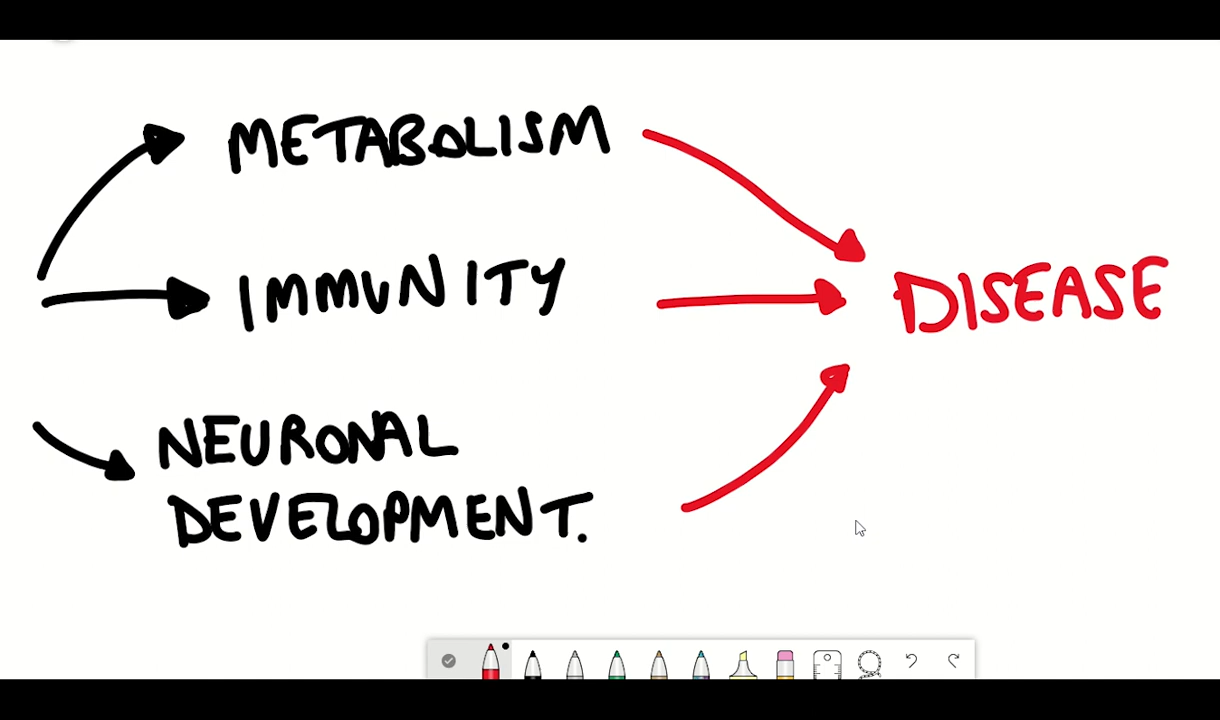 METABOLISM
IMMUNITY
DISEASE
NEURONAL
DEVELOPMENT.